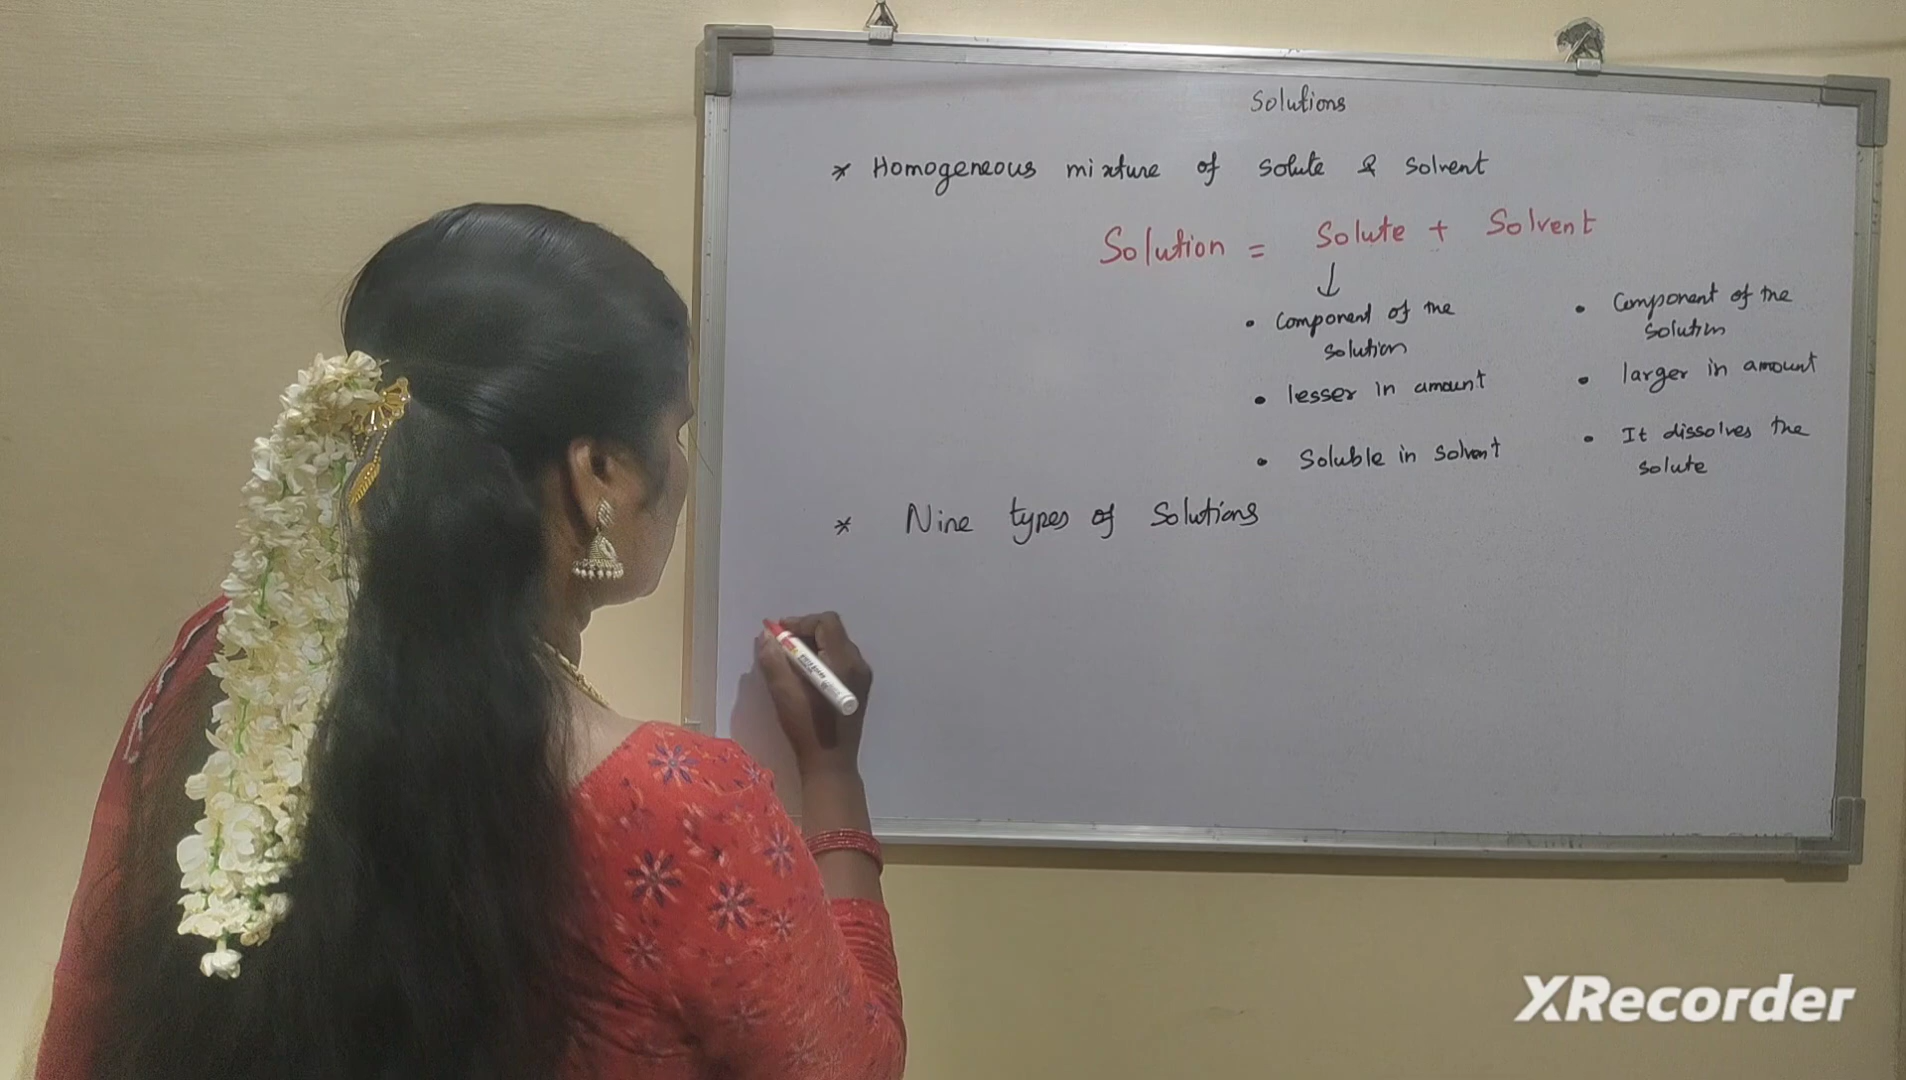 Solutions
* Homogeneous mixture of solute & solvent
Solution = Solute + Solvent
• Component of the
solution
• lesser in amount
• Soluble in solvent
• Component of the
solution
• larger in amount
• It dissolves the
solute
* Nine types of Solutions
XRecorder